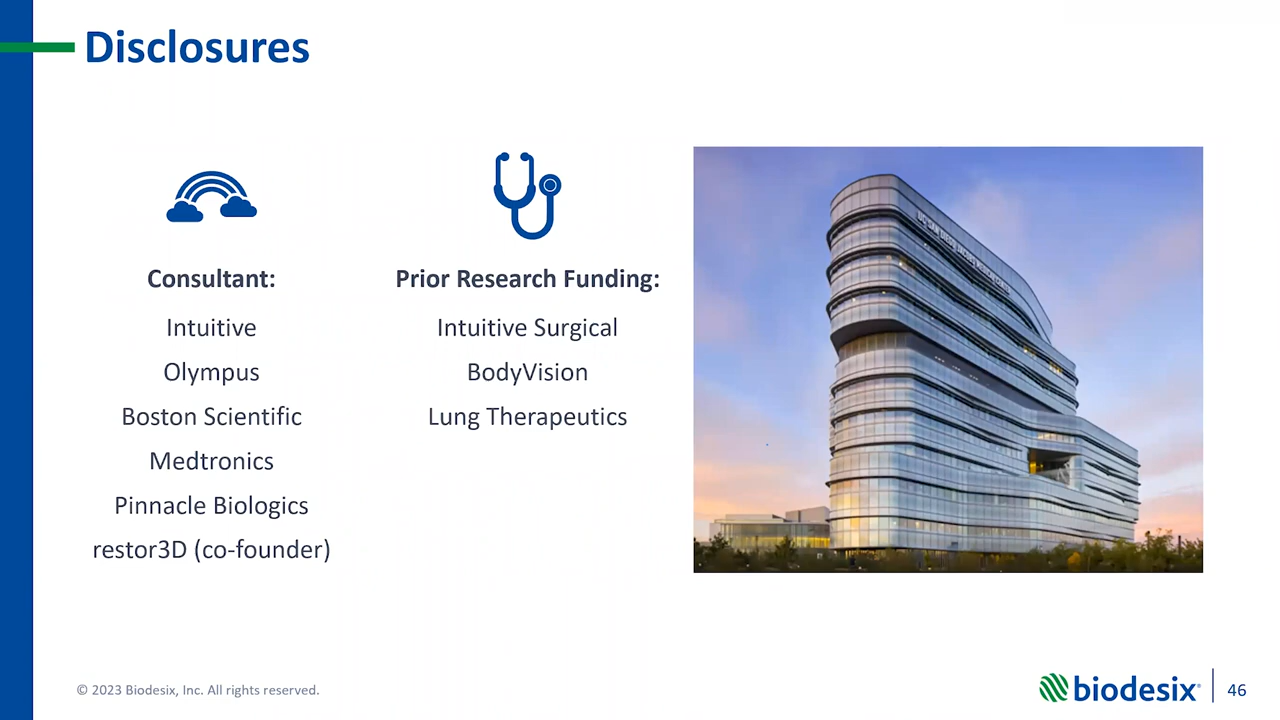 Disclosures
Consultant:
Intuitive
Olympus
Boston Scientific
Medtronics
Pinnacle Biologics
restor3D (co-founder)
Prior Research Funding:
Intuitive Surgical
BodyVision
Lung Therapeutics
© 2023 Biodesix, Inc. All rights reserved.
biodesix
46